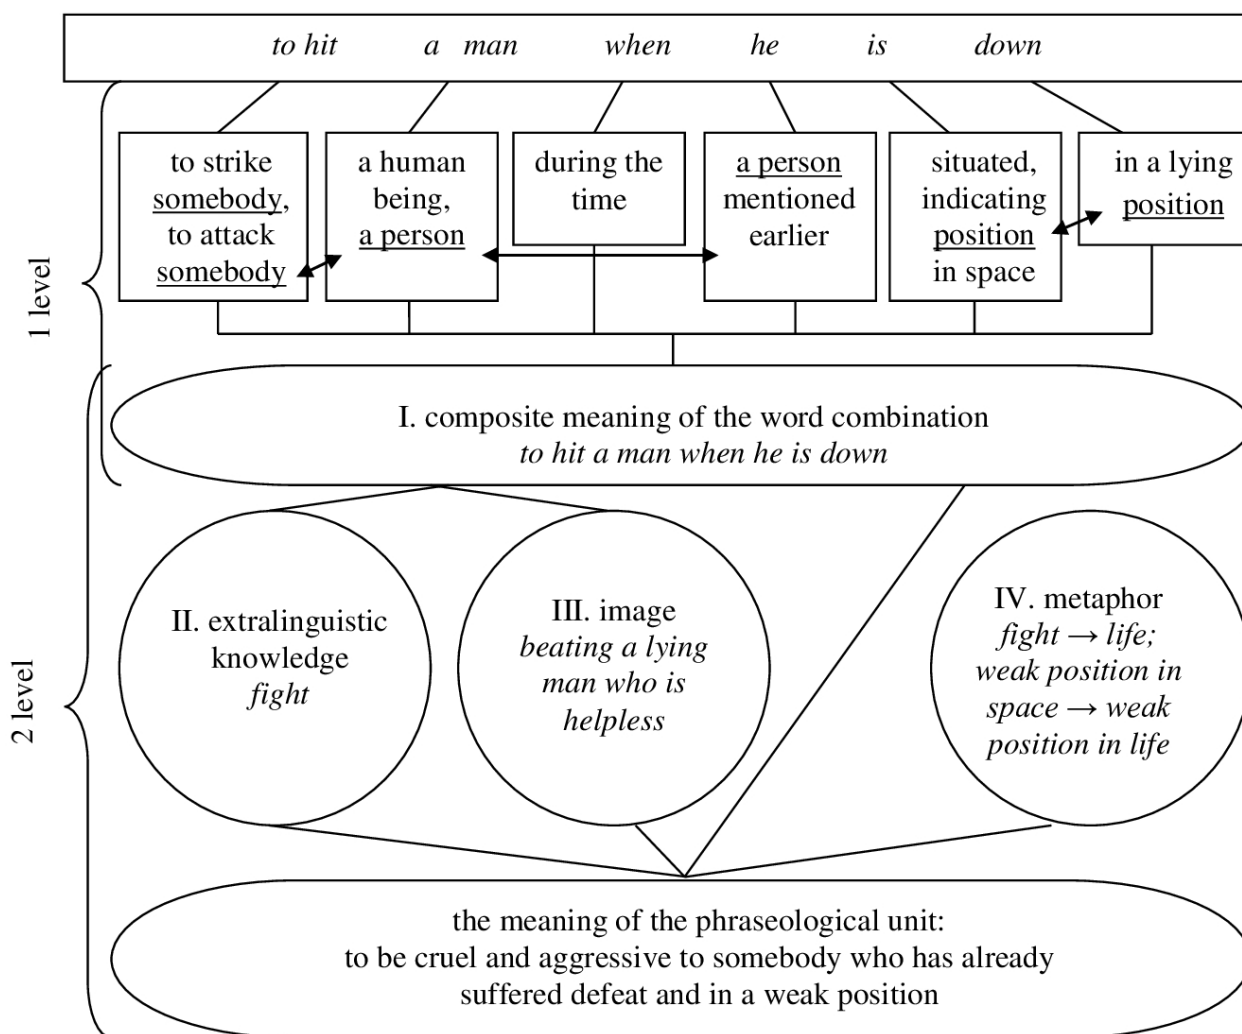 to hit a man when he is down
to strike
somebody,
to attack
somebody
a human
being,
a person
during the
time
a person
mentioned
earlier
situated,
indicating
position
in space
in a lying
position
1 level
I. composite meaning of the word combination
to hit a man when he is down
II. extralinguistic
knowledge
fight
III. image
beating a lying
man who is
helpless
IV. metaphor
fight → life;
weak position in
space → weak
position in life
2 level
the meaning of the phraseological unit:
to be cruel and aggressive to somebody who has already
suffered defeat and in a weak position